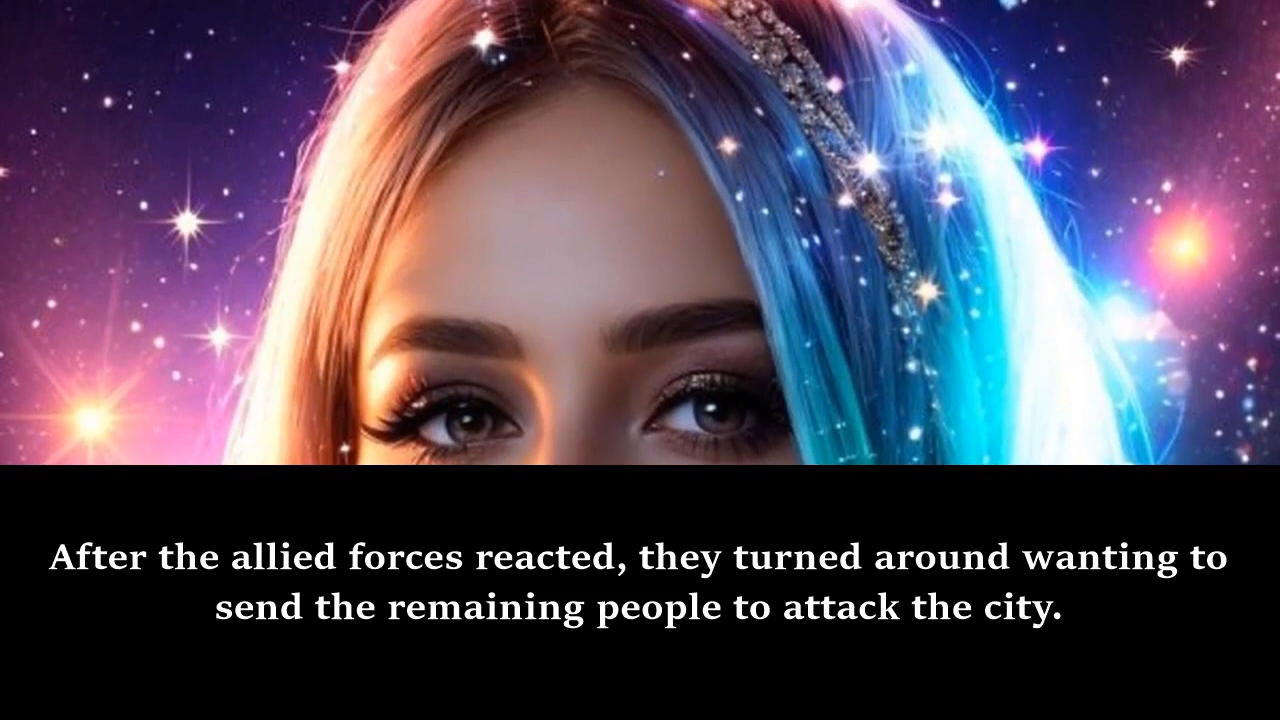 After the allied forces reacted, they turned around wanting to
send the remaining people to attack the city.